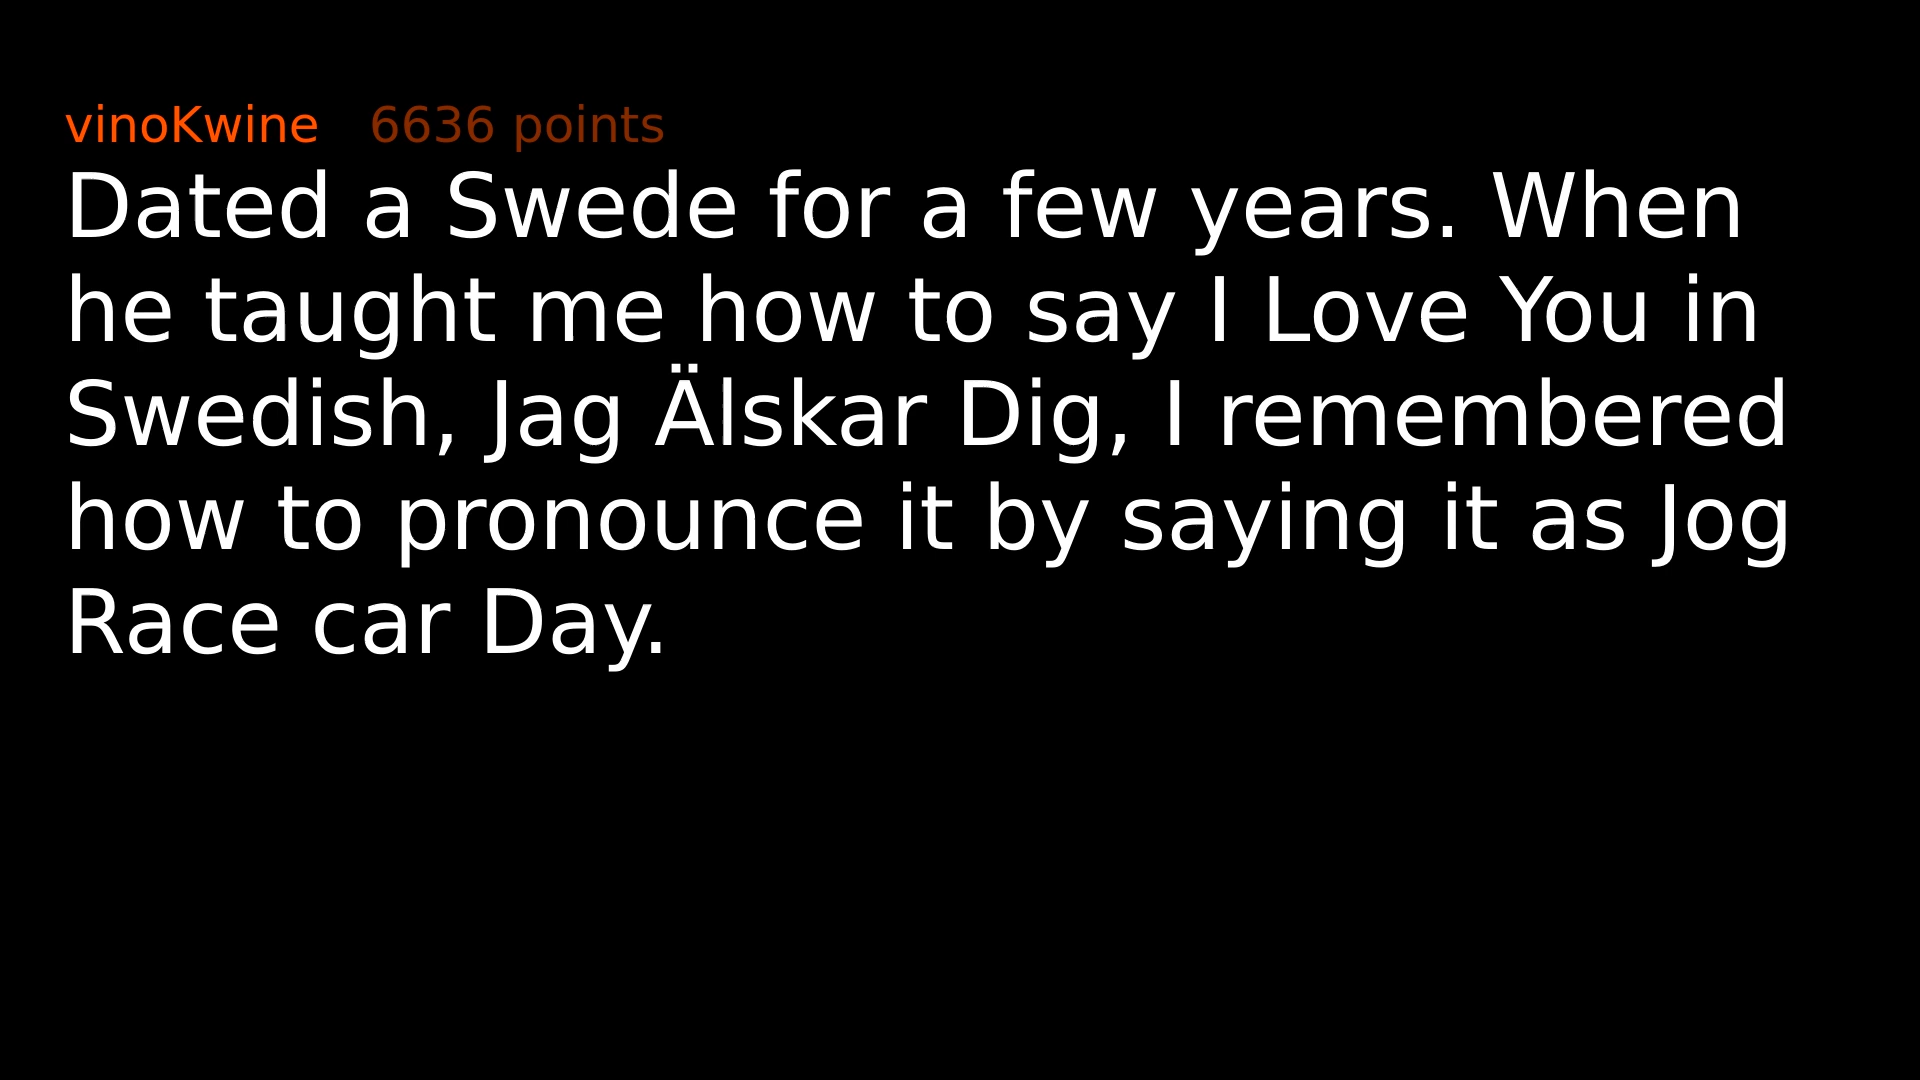 vinoKwine 6636 points
Dated a Swede for a few years. When
he taught me how to say I Love You in
Swedish, Jag Älskar Dig, I remembered
how to pronounce it by saying it as Jog
Race car Day.